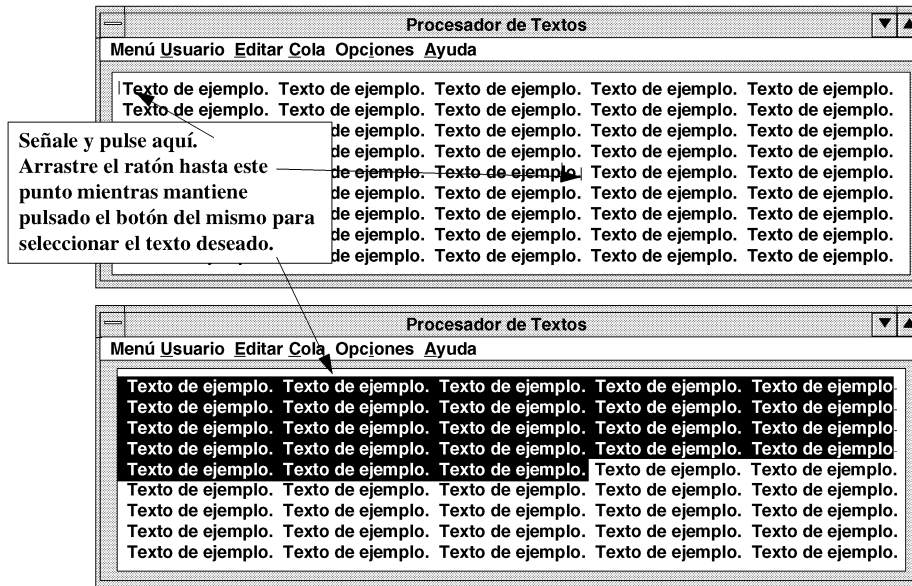 Procesador de Textos
Menú Usuario Editar Cola Opciones Ayuda
Texto de ejemplo. Texto de ejemplo. Texto de ejemplo. Texto de ejemplo. Texto de ejemplo.
Texto de ejemplo. Texto de ejemplo. Texto de ejemplo. Texto de ejemplo. Texto de ejemplo.
de ejemplo. Texto de ejemplo. Texto de ejemplo. Texto de ejemplo.
de ejemplo. Texto de ejemplo. Texto de ejemplo. Texto de ejemplo.
de ejemplo. Texto de ejemplo. Texto de ejemplo. Texto de ejemplo.
de ejemplo. Texto de ejemplo. Texto de ejemplo. Texto de ejemplo.
de ejemplo. Texto de ejemplo. Texto de ejemplo. Texto de ejemplo.
de ejemplo. Texto de ejemplo. Texto de ejemplo. Texto de ejemplo.
de ejemplo. Texto de ejemplo. Texto de ejemplo. Texto de ejemplo.
Señale y pulse aquí.
Arrastre el ratón hasta este
punto mientras mantiene
pulsado el botón del mismo para
seleccionar el texto deseado.
Procesador de Textos
Menú Usuario Editar Cola Opciones Ayuda
Texto de ejemplo. Texto de ejemplo. Texto de ejemplo. Texto de ejemplo. Texto de ejemplo.
Texto de ejemplo. Texto de ejemplo. Texto de ejemplo. Texto de ejemplo. Texto de ejemplo.
Texto de ejemplo. Texto de ejemplo. Texto de ejemplo. Texto de ejemplo. Texto de ejemplo.
Texto de ejemplo. Texto de ejemplo. Texto de ejemplo. Texto de ejemplo. Texto de ejemplo.
Texto de ejemplo. Texto de ejemplo. Texto de ejemplo. Texto de ejemplo. Texto de ejemplo.
Texto de ejemplo. Texto de ejemplo. Texto de ejemplo. Texto de ejemplo. Texto de ejemplo.
Texto de ejemplo. Texto de ejemplo. Texto de ejemplo. Texto de ejemplo. Texto de ejemplo.
Texto de ejemplo. Texto de ejemplo. Texto de ejemplo. Texto de ejemplo. Texto de ejemplo.
Texto de ejemplo. Texto de ejemplo. Texto de ejemplo. Texto de ejemplo. Texto de ejemplo.